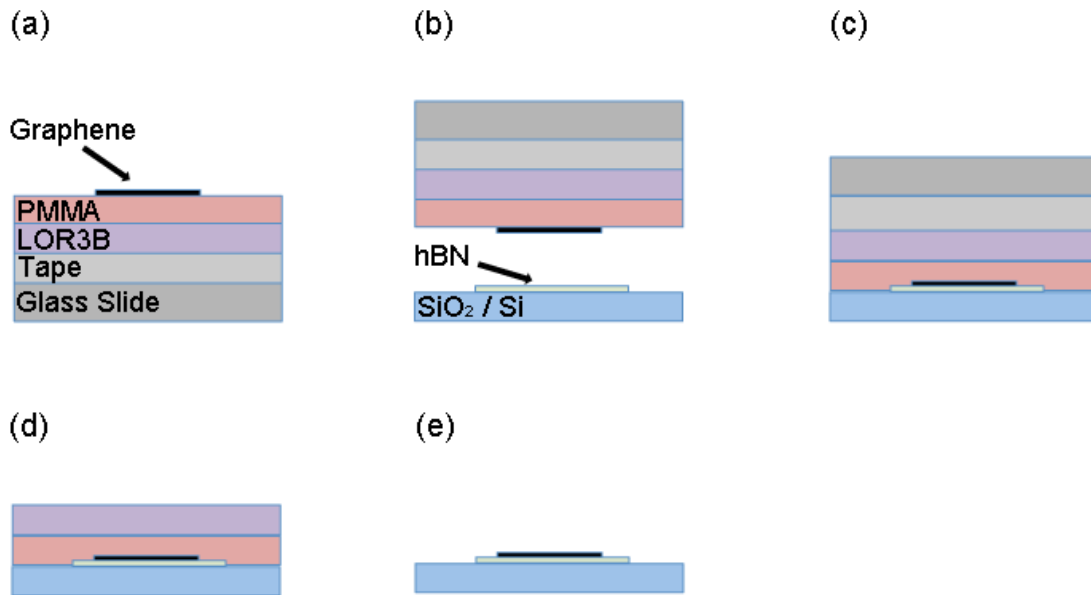 (a)
(b)
(c)
Graphene
PMMA
LOR3B
Tape
Glass Slide
hBN
SiO₂ / Si
(d)
(e)